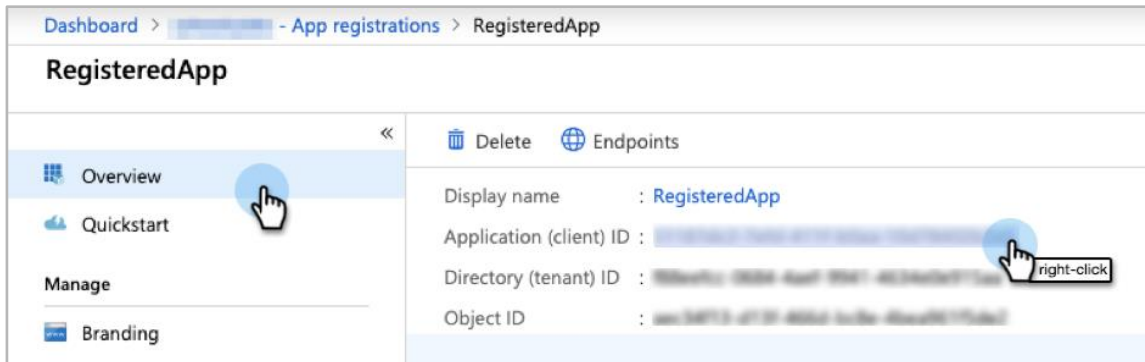 Dashboard > - App registrations > RegisteredApp
RegisteredApp
«
Overview
Quickstart
Manage
Branding
Delete Endpoints
Display name : RegisteredApp
Application (client) ID :
right-click
Directory (tenant) ID :
Object ID :